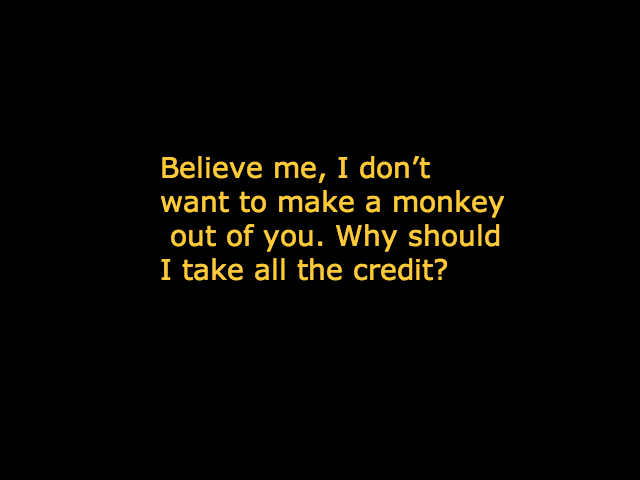 Believe me, I don’t
want to make a monkey
out of you. Why should
I take all the credit?